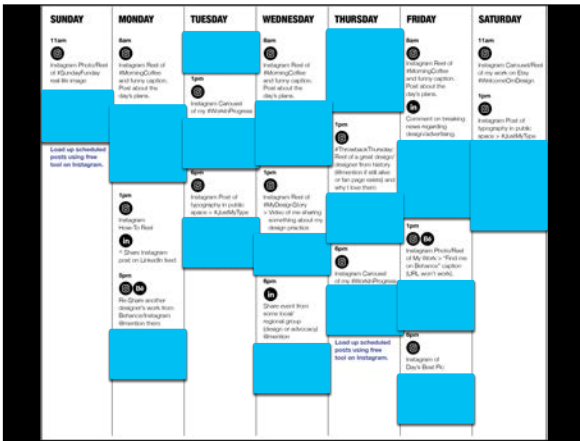 SUNDAY
11am
Instagram Photo/Reel
of #SundayFunday
real life image
Load up scheduled
posts using free
tool on Instagram.
MONDAY
8am
Instagram Reel of
#MorningCoffee
and funny caption.
Post about the
day's plans.
1pm
Instagram
How-To Reel
in
^ Share Instagram
post on LinkedIn feed
5pm
Bē
Re-Share another
designer's work from
Behance/Instagram
@mention them
TUESDAY
1pm
Instagram Carousel
of my #WorkInProgress
6pm
Instagram Post of
typography in public
space > #JustMyType
WEDNESDAY
8am
Instagram Reel of
#MorningCoffee
and funny caption.
Post about the
day's plans.
1pm
Instagram Reel of
#MyDesignStory
> Video of me sharing
something about my
design practice
6pm
in
Share event from
some local/
regional group
(design or advocacy)
@mention
THURSDAY
1pm
#ThrowbackThursday
Reel of a great design/
designer from history
(@mention if still alive
or fan page exists) and
why I love them
6pm
Instagram Carousel
of my #WorkInProgress
Load up scheduled
posts using free
tool on Instagram.
FRIDAY
8am
Instagram Reel of
#MorningCoffee
and funny caption.
Post about the
day's plans.
in
Comment on breaking
news regarding
design/advertising.
1pm
Bē
Instagram Photo/Reel
of My Work > "Find me
on Behance" caption
(URL won't work).
6pm
Instagram of
Day's Best Pic
SATURDAY
11am
Instagram Carousel/Reel
of my work on Etsy
#WelcomeOnDesign
1pm
Instagram Post of
typography in public
space > #JustMyType